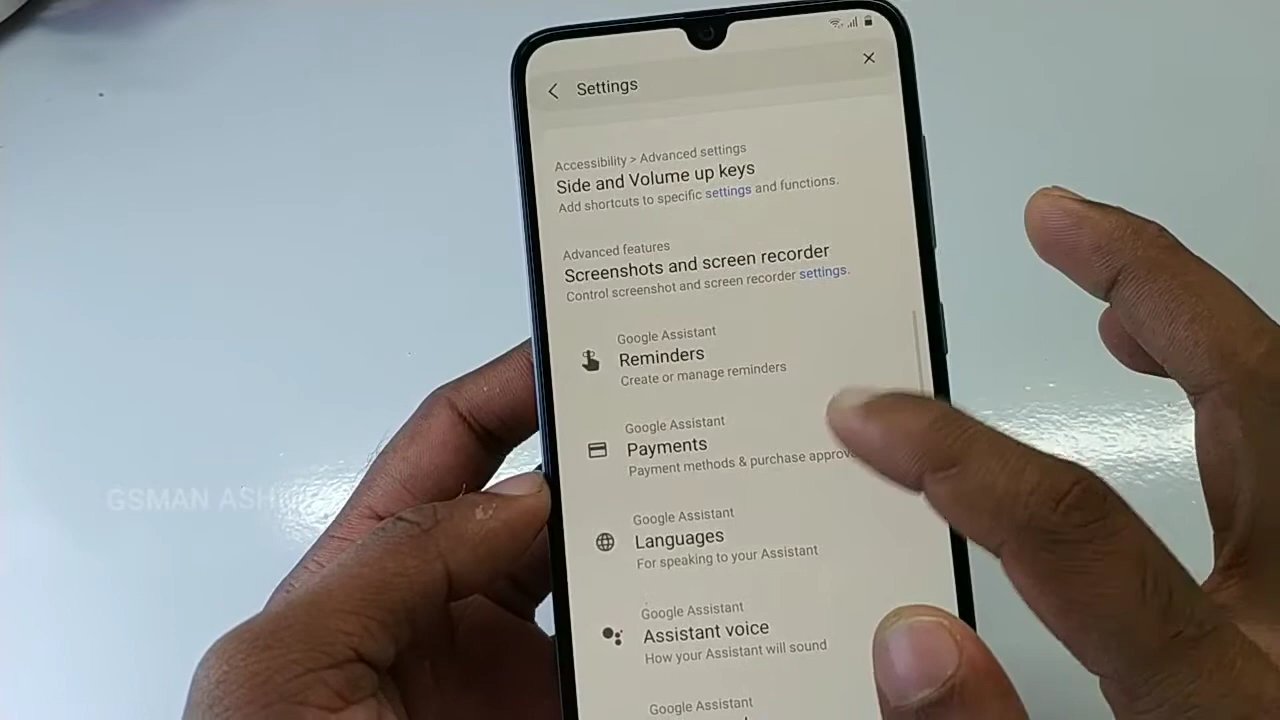 Settings
Accessibility > Advanced settings
Side and Volume up keys
Add shortcuts to specific settings and functions.
Advanced features
Screenshots and screen recorder
Control screenshot and screen recorder settings.
Google Assistant
Reminders
Create or manage reminders
Google Assistant
Payments
Payment methods & purchase
Google Assistant
Languages
For speaking to your Assistant
Google Assistant
Assistant voice
How your Assistant will sound
Google Assistant
GSMAN